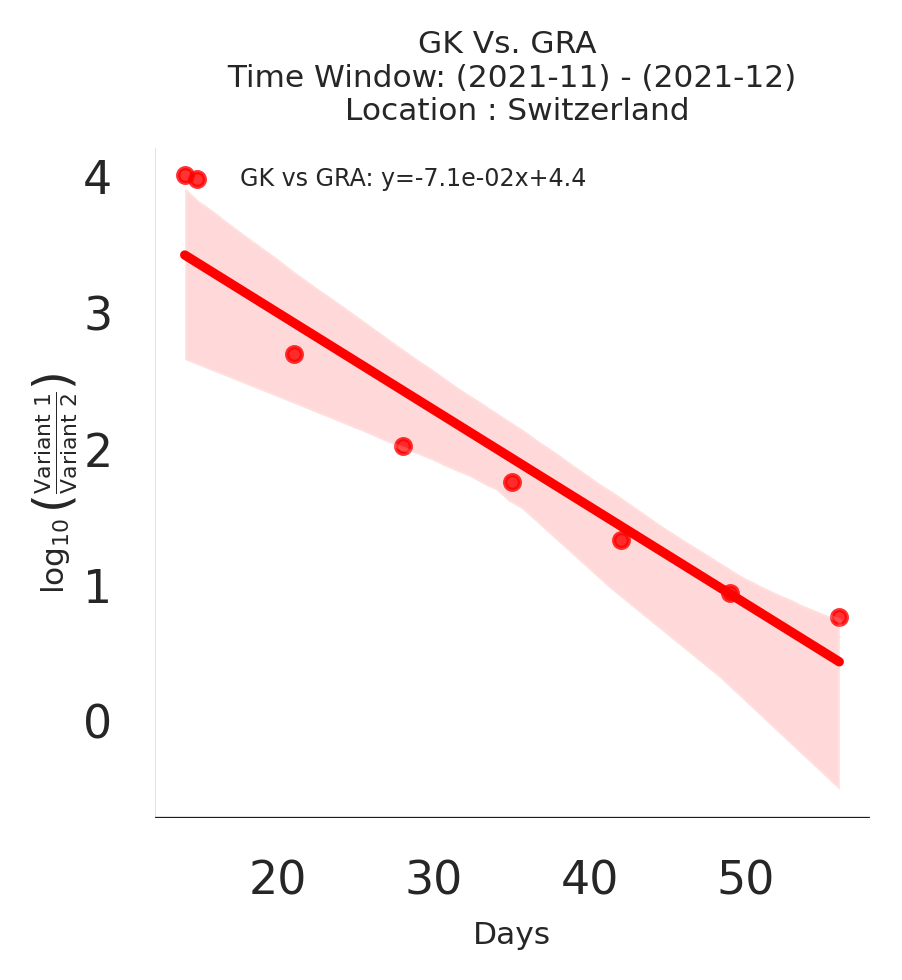 GK Vs. GRA
Time Window: (2021-11) - (2021-12)
Location : Switzerland
GK vs GRA: y=-7.1e-02x+4.4
log₁₀ (Variant 1 / Variant 2)
4
3
2
1
0
20 30 40 50
Days